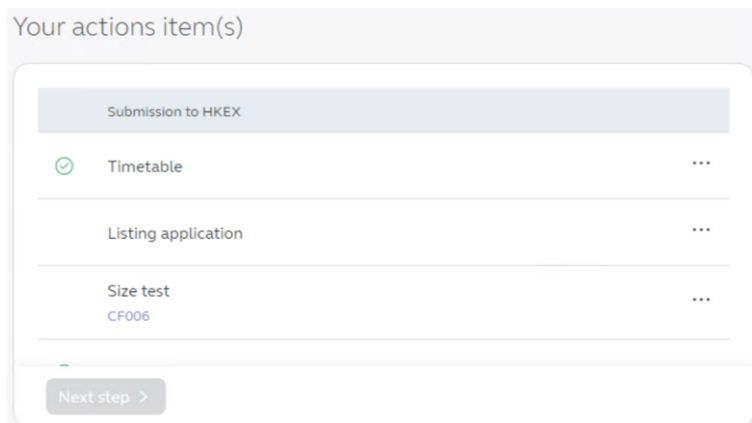 Your actions item(s)
Submission to HKEX
Timetable
Listing application
Size test
CF006
Next step